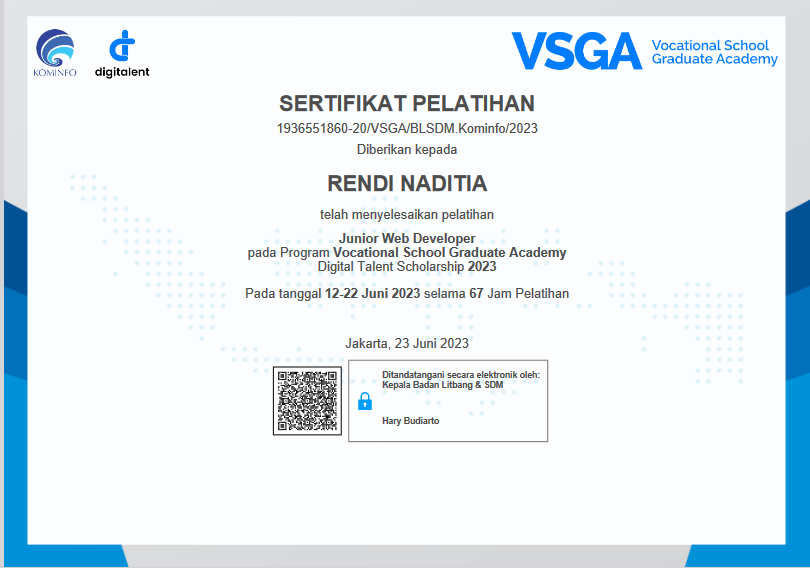 KOMINFO
digitalent
VSGA
Vocational School
Graduate Academy
SERTIFIKAT PELATIHAN
1936551860-20/VSGA/BLSDM.Kominfo/2023
Diberikan kepada
RENDI NADITIA
telah menyelesaikan pelatihan
Junior Web Developer
pada Program Vocational School Graduate Academy
Digital Talent Scholarship 2023
Pada tanggal 12-22 Juni 2023 selama 67 Jam Pelatihan
Jakarta, 23 Juni 2023
Ditandatangani secara elektronik oleh:
Kepala Badan Litbang & SDM
Hary Budiarto